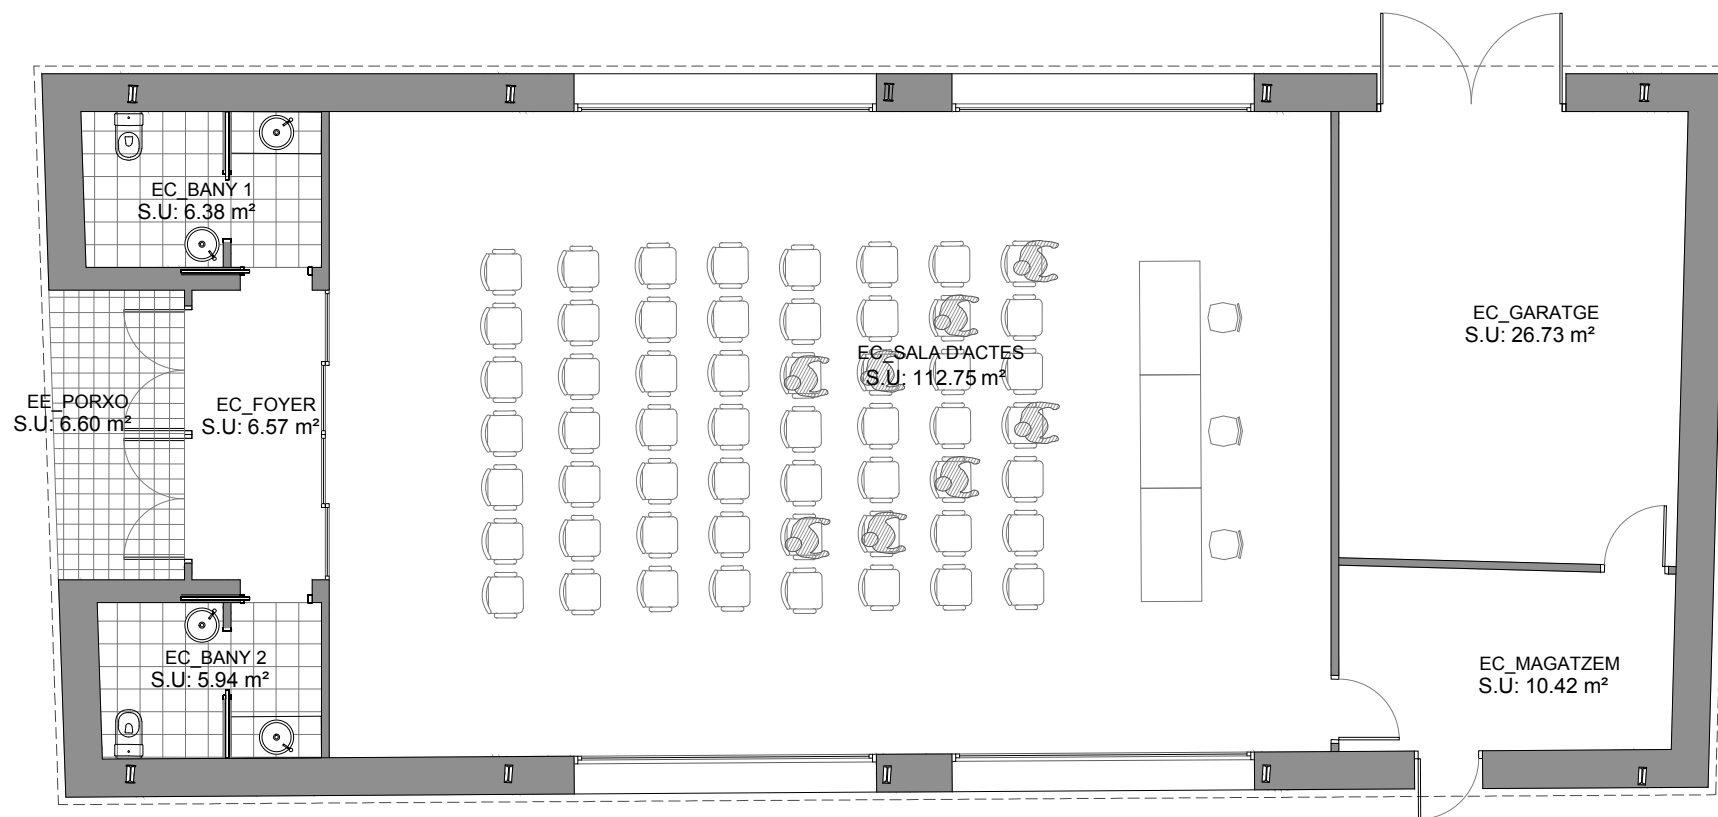 EC_BANY 1
S.U: 6.38 m²
EC_GARATGE
S.U: 26.73 m²
EC_SALA D'ACTES
S.U: 112.75 m²
EE_PORXO
S.U: 6.60 m²
EC_FOYER
S.U: 6.57 m²
EC_BANY 2
S.U: 5.94 m²
EC_MAGATZEM
S.U: 10.42 m²